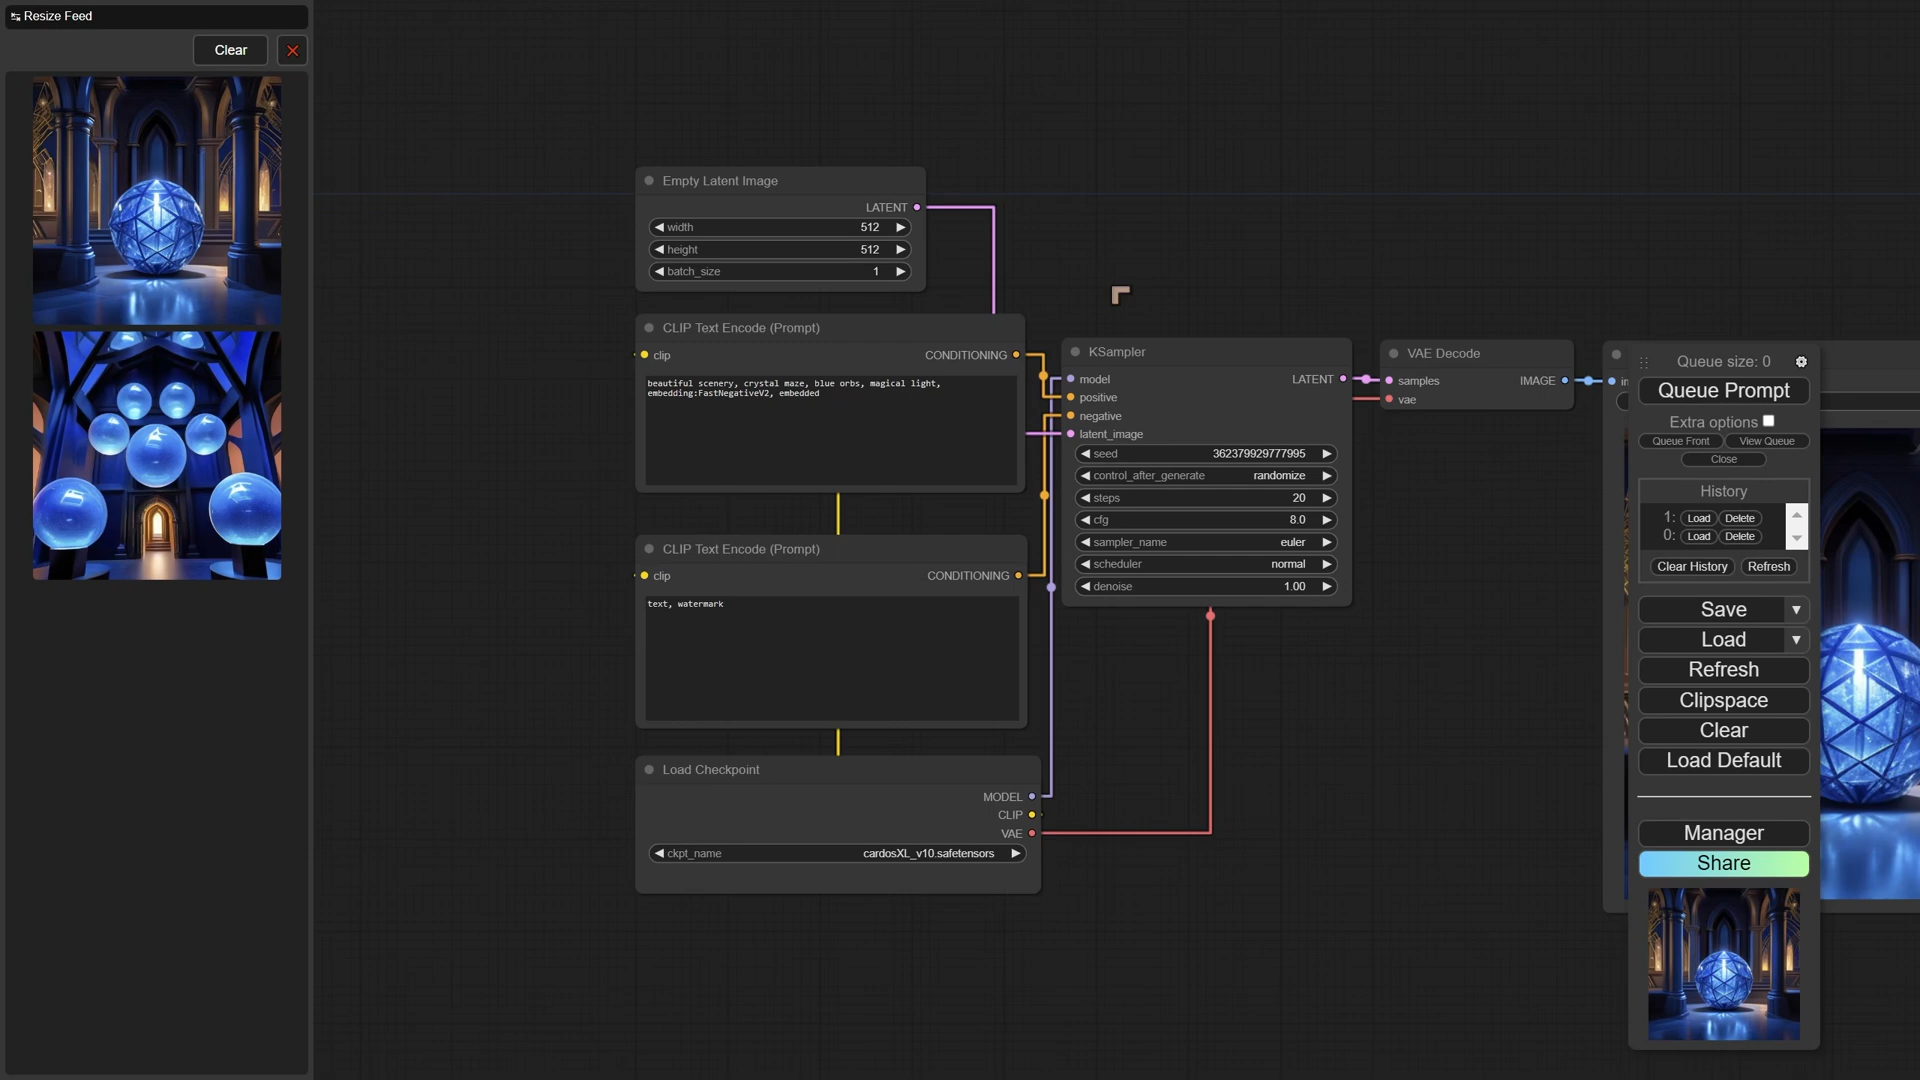 Resize Feed
Clear
Empty Latent Image
LATENT
width 512
height 512
batch_size 1
CLIP Text Encode (Prompt)
clip CONDITIONING
beautiful scenery, crystal maze, blue orbs, magical light,
embedding:FastNegativeV2, embedded
CLIP Text Encode (Prompt)
clip CONDITIONING
text, watermark
Load Checkpoint
MODEL
CLIP
VAE
ckpt_name cardosXL_v10.safetensors
KSampler
model LATENT
positive
negative
latent_image
seed 362379929777995
control_after_generate randomize
steps 20
cfg 8.0
sampler_name euler
scheduler normal
denoise 1.00
VAE Decode
samples IMAGE
vae
Queue size: 0
Queue Prompt
Extra options
Queue Front View Queue
Close
History
1: Load Delete
0: Load Delete
Clear History Refresh
Save
Load
Refresh
Clipspace
Clear
Load Default
Manager
Share